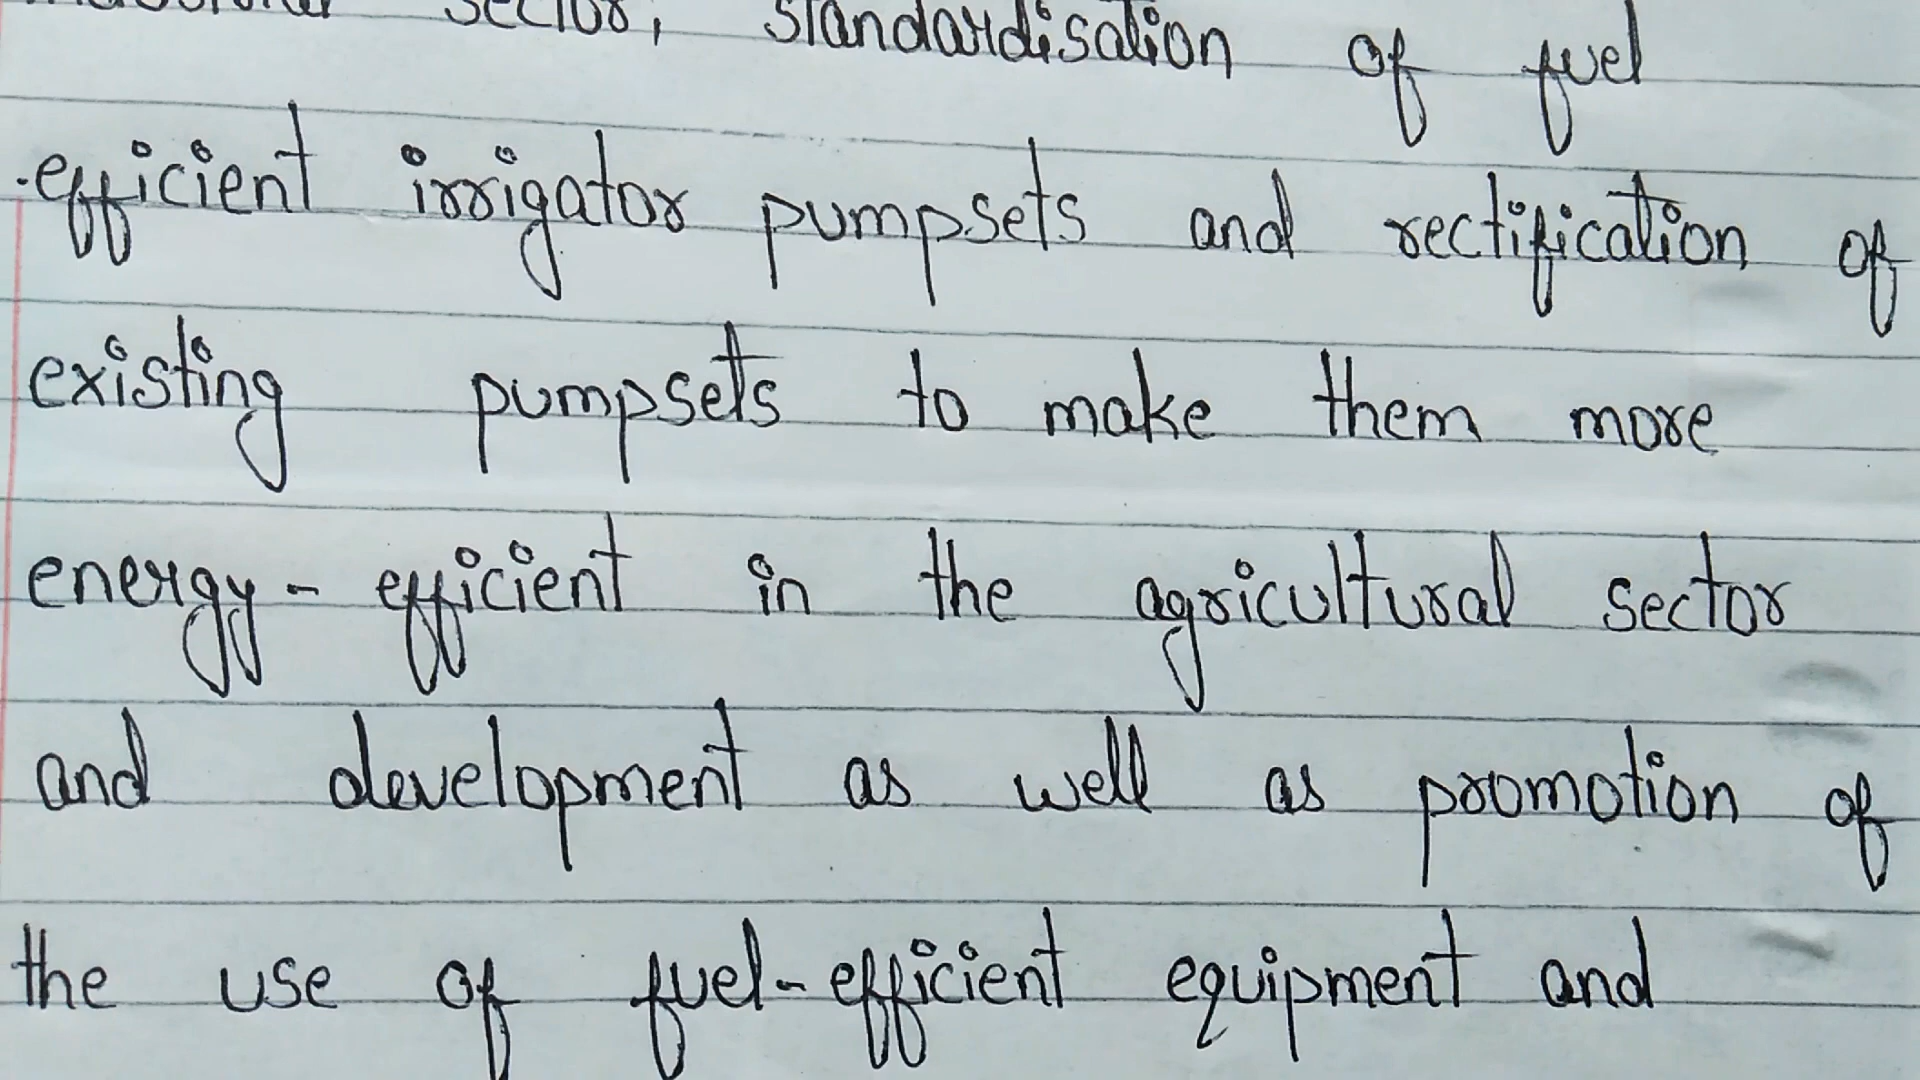 sector, standardisation of fuel
-efficient irrigator pumpsets and rectification of
existing pumpsets to make them more
energy-efficient in the agricultural sector
and development as well as promotion of
the use of fuel-efficient equipment and